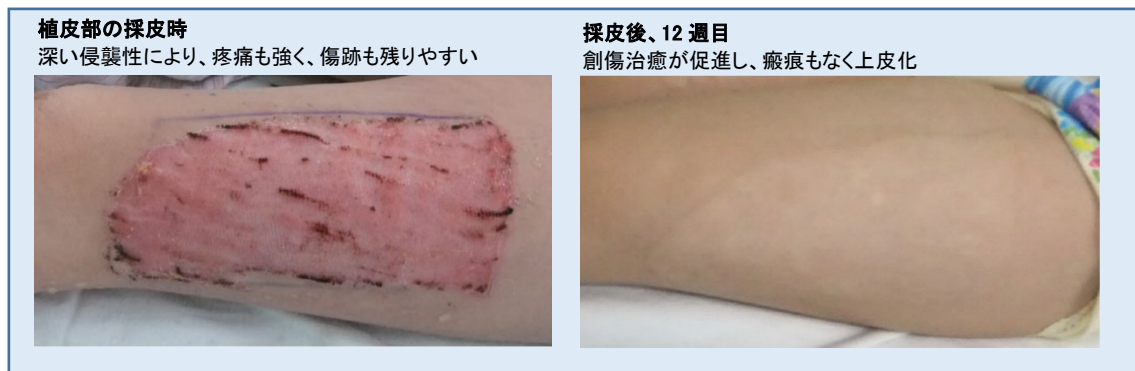 植皮部の採皮時
深い侵襲性により、疼痛も強く、傷跡も残りやすい
採皮後、12 週目
創傷治癒が促進し、瘢痕もなく上皮化